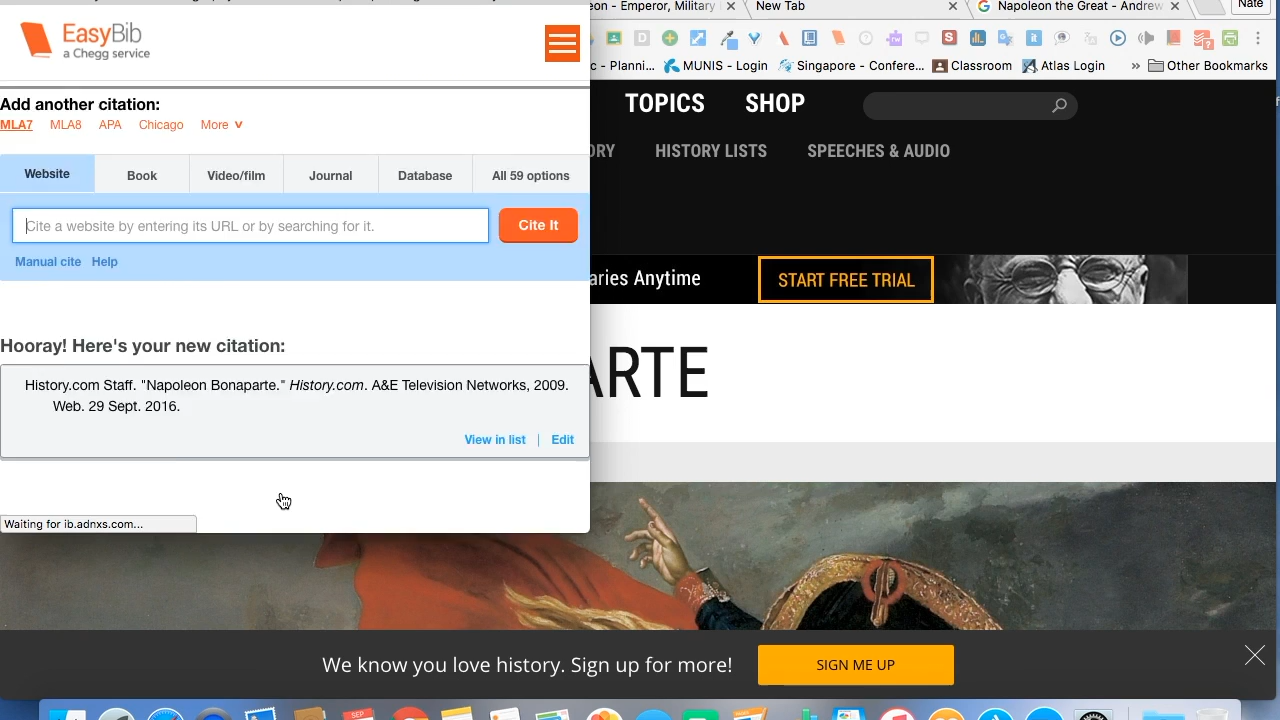 EasyBib
a Chegg service
Add another citation:
MLA7 MLA8 APA Chicago More v
Website Book Video/film Journal Database All 59 options
Cite a website by entering its URL or by searching for it. Cite It
Manual cite Help
Hooray! Here's your new citation:
History.com Staff. "Napoleon Bonaparte." History.com. A&E Television Networks, 2009.
Web. 29 Sept. 2016.
View in list | Edit
Waiting for ib.adnxs.com...
eon - Emperor, Military New Tab Napoleon the Great - Andrew Nate
c - Planni... MUNIS - Login Singapore - Confere... Classroom Atlas Login » Other Bookmarks
TOPICS SHOP
ORY HISTORY LISTS SPEECHES & AUDIO
aries Anytime START FREE TRIAL
ARTE
We know you love history. Sign up for more! SIGN ME UP
SEP